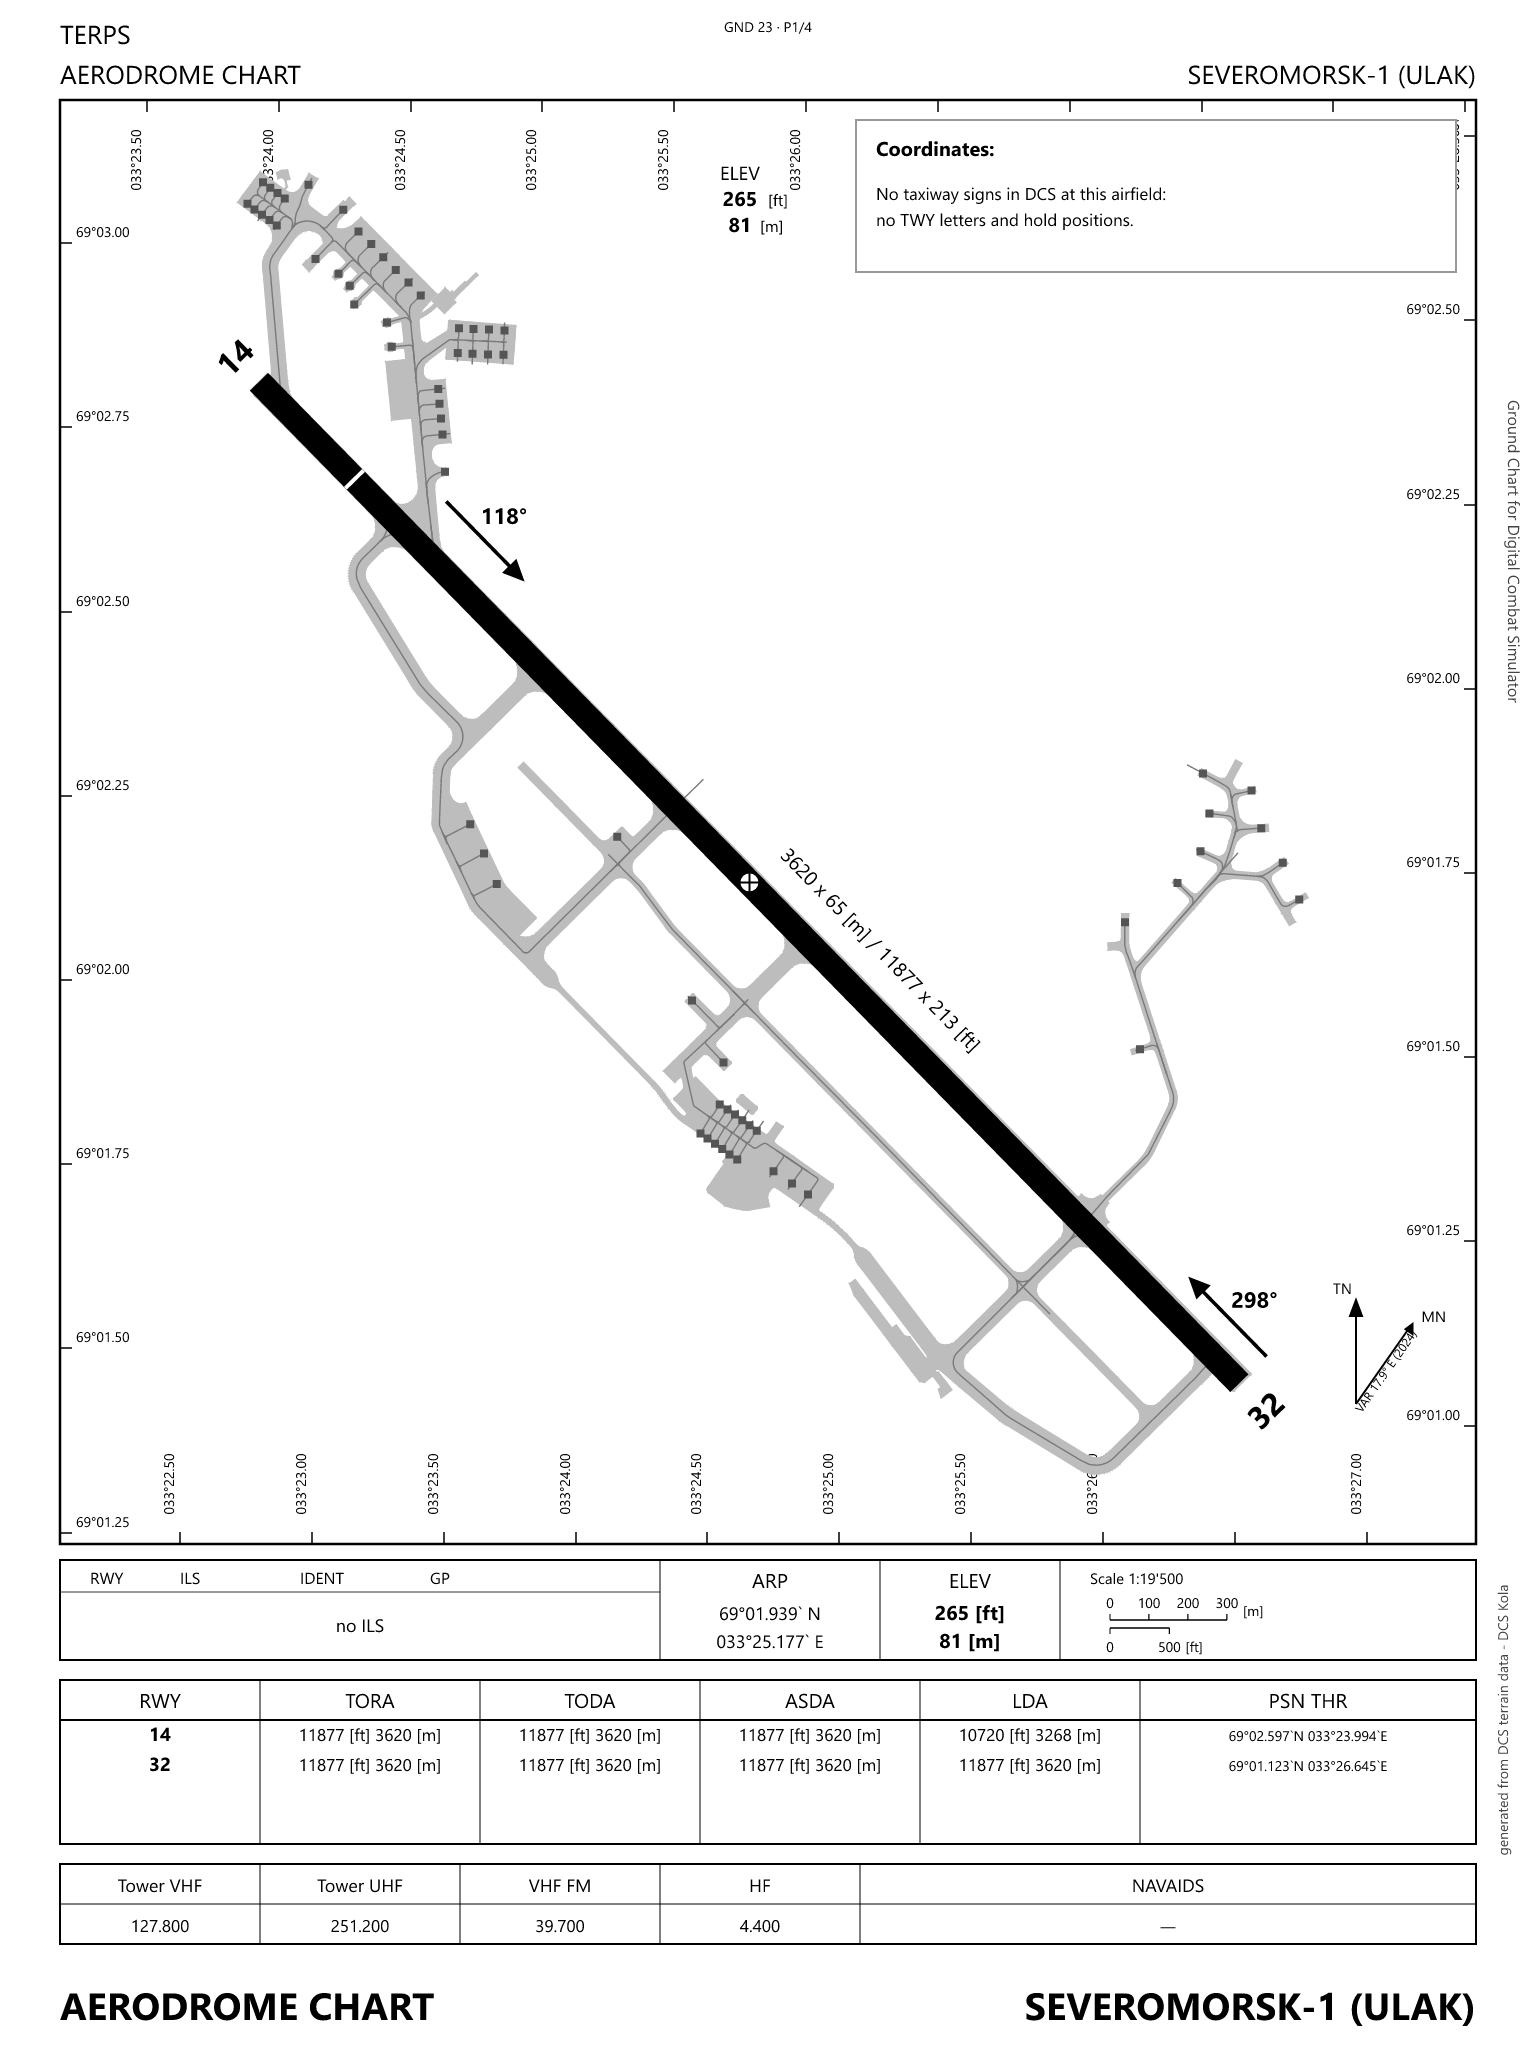 GND 23 · P1/4
TERPS
AERODROME CHART
SEVEROMORSK-1 (ULAK)
033°23.50
033°24.00
033°24.50
033°25.00
033°25.50
033°26.00
ELEV
265 [ft]
81 [m]
Coordinates:
No taxiway signs in DCS at this airfield:
no TWY letters and hold positions.
69°03.00
69°02.75
69°02.50
69°02.25
69°02.00
69°01.75
69°01.50
69°01.25
69°02.50
69°02.25
69°02.00
69°01.75
69°01.50
69°01.25
69°01.00
14
118°
3620 x 65 [m] / 11877 x 213 [ft]
298°
32
TN
MN
VAR 17.9° E (2024)
033°22.50
033°23.00
033°23.50
033°24.00
033°24.50
033°25.00
033°25.50
033°27.00
Ground Chart for Digital Combat Simulator
RWY ILS IDENT GP
no ILS
ARP
69°01.939` N
033°25.177` E
ELEV
265 [ft]
81 [m]
Scale 1:19'500
0 100 200 300 [m]
0 500 [ft]
RWY TORA TODA ASDA LDA PSN THR
14 11877 [ft] 3620 [m] 11877 [ft] 3620 [m] 11877 [ft] 3620 [m] 10720 [ft] 3268 [m] 69°02.597`N 033°23.994`E
32 11877 [ft] 3620 [m] 11877 [ft] 3620 [m] 11877 [ft] 3620 [m] 11877 [ft] 3620 [m] 69°01.123`N 033°26.645`E
generated from DCS terrain data - DCS Kola
Tower VHF Tower UHF VHF FM HF NAVAIDS
127.800 251.200 39.700 4.400 —
AERODROME CHART
SEVEROMORSK-1 (ULAK)